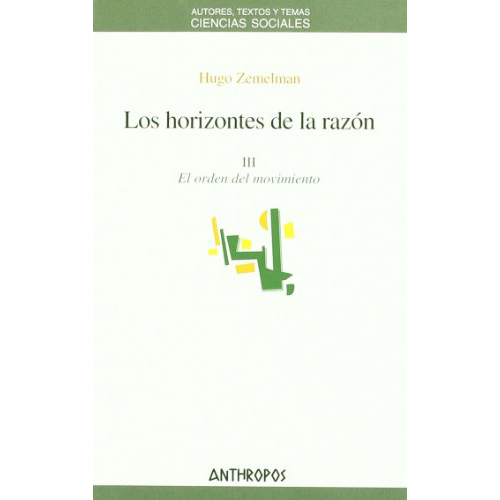 AUTORES, TEXTOS Y TEMAS
CIENCIAS SOCIALES
Hugo Zemelman
Los horizontes de la razón
III
El orden del movimiento
ANTHROPOS